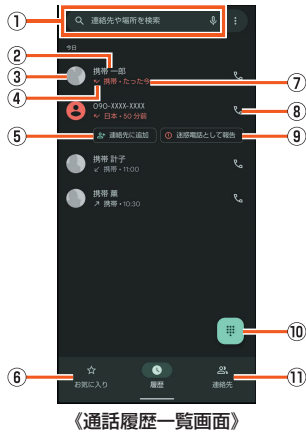 ① 連絡先や場所を検索
今日
② 携帯 一郎
③
④ 携帯・たった今 ⑦
090-XXXX-XXXX
日本・50 分前 ⑧
⑤ 連絡先に追加 迷惑電話として報告 ⑨
携帯 計子
携帯・11:00
携帯 薫
携帯・10:30
⑩
⑥ お気に入り 履歴 連絡先 ⑪
《通話履歴一覧画面》